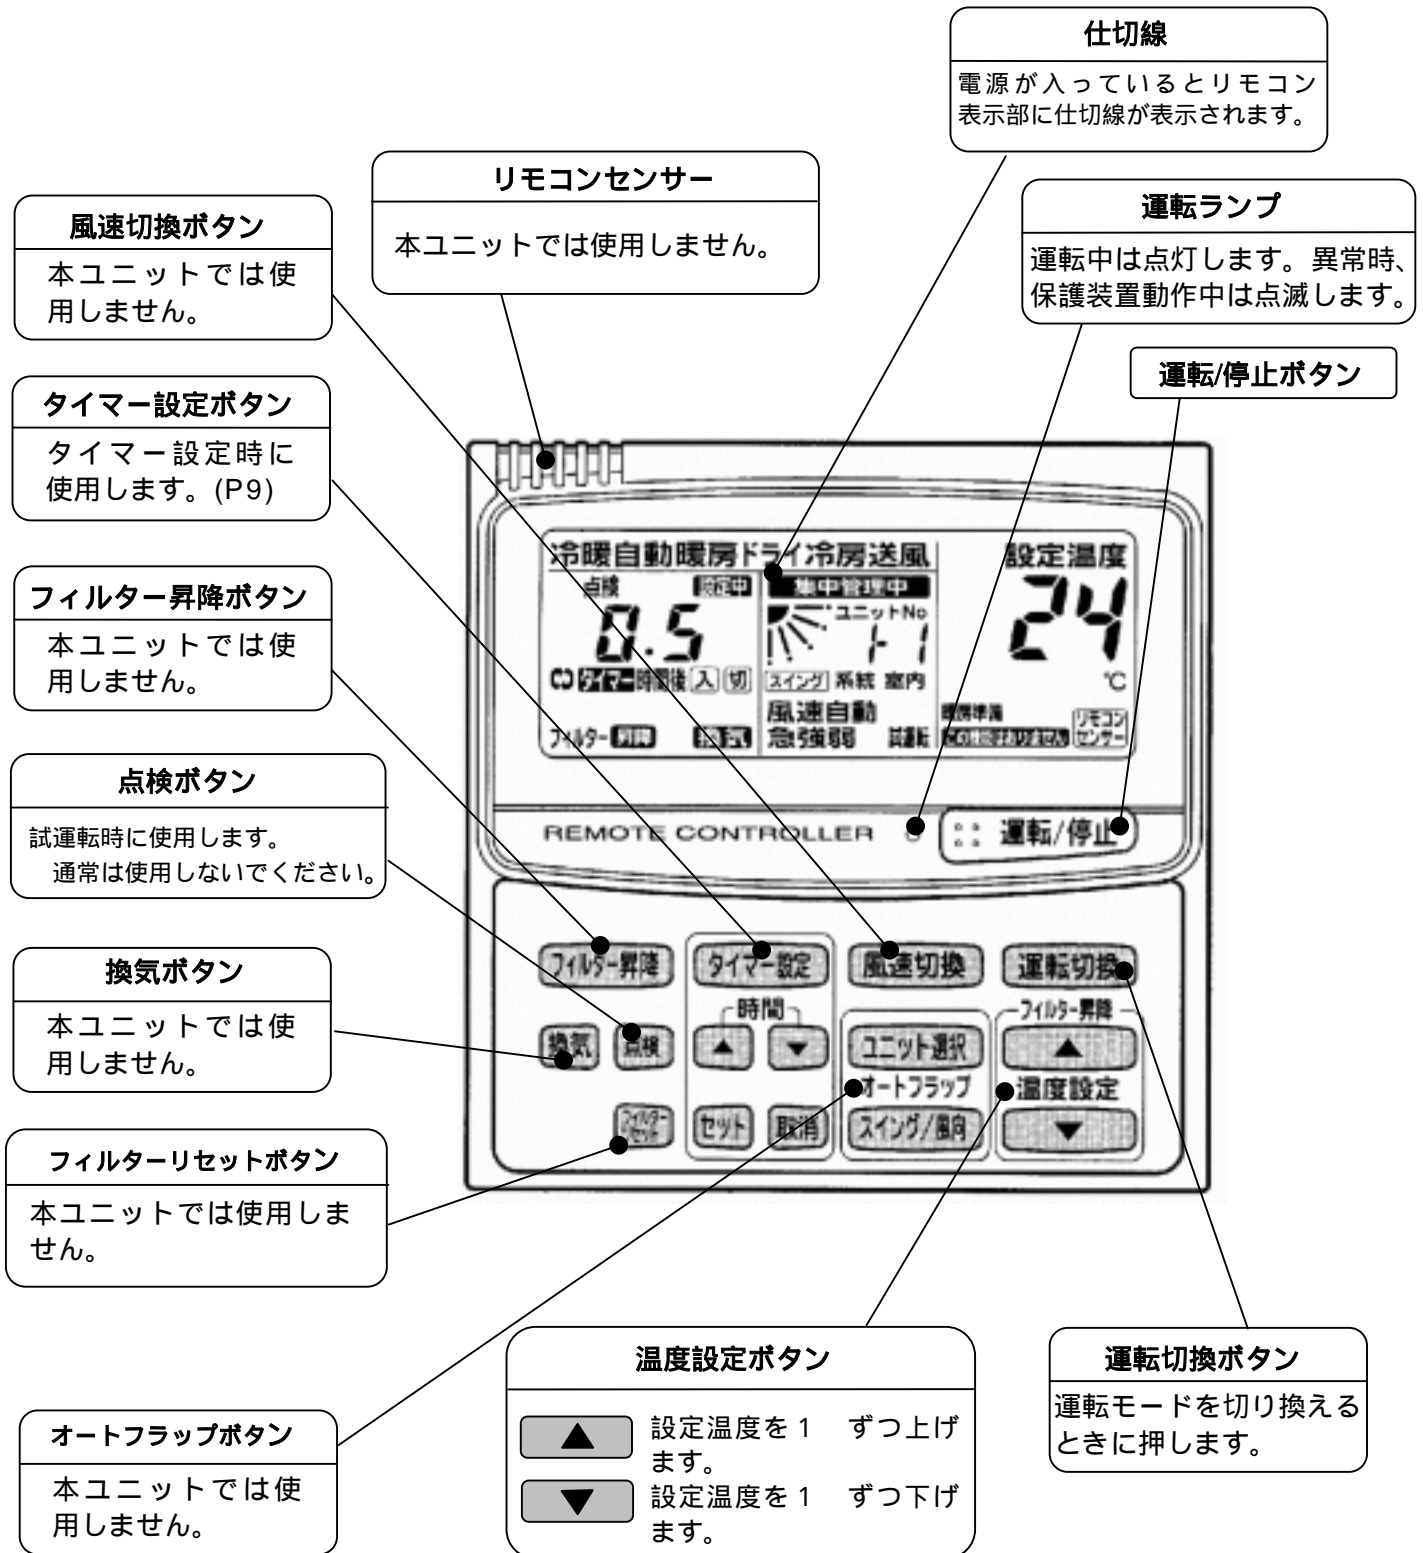 仕切線
電源が入っているとリモコン
表示部に仕切線が表示されます。
リモコンセンサー
本ユニットでは使用しません。
運転ランプ
運転中は点灯します。異常時、
保護装置動作中は点滅します。
風速切換ボタン
本ユニットでは使
用しません。
運転/停止ボタン
タイマー設定ボタン
タイマー設定時に
使用します。(P9)
フィルター昇降ボタン
本ユニットでは使
用しません。
点検ボタン
試運転時に使用します。
通常は使用しないでください。
換気ボタン
本ユニットでは使
用しません。
フィルターリセットボタン
本ユニットでは使用しま
せん。
オートフラップボタン
本ユニットでは使
用しません。
冷暖自動暖房ドライ冷房送風
設定温度
点検 設定中
集中管理中
0.5
ユニットNo
1-1
24
℃
タイマー時間後 入 切
スイング 系統 室内
風速自動
急強弱 試運転
フィルター 昇降 換気
暖房準備
リモコン
センサー
REMOTE CONTROLLER
運転/停止
フィルター昇降
タイマー設定
風速切換
運転切換
換気
点検
時間
▲
▼
ユニット選択
オートフラップ
スイング/風向
フィルター昇降
▲
温度設定
▼
フィルター
リセット
セット
取消
温度設定ボタン
▲ 設定温度を1 ずつ上げ
ます。
▼ 設定温度を1 ずつ下げ
ます。
運転切換ボタン
運転モードを切り換える
ときに押します。